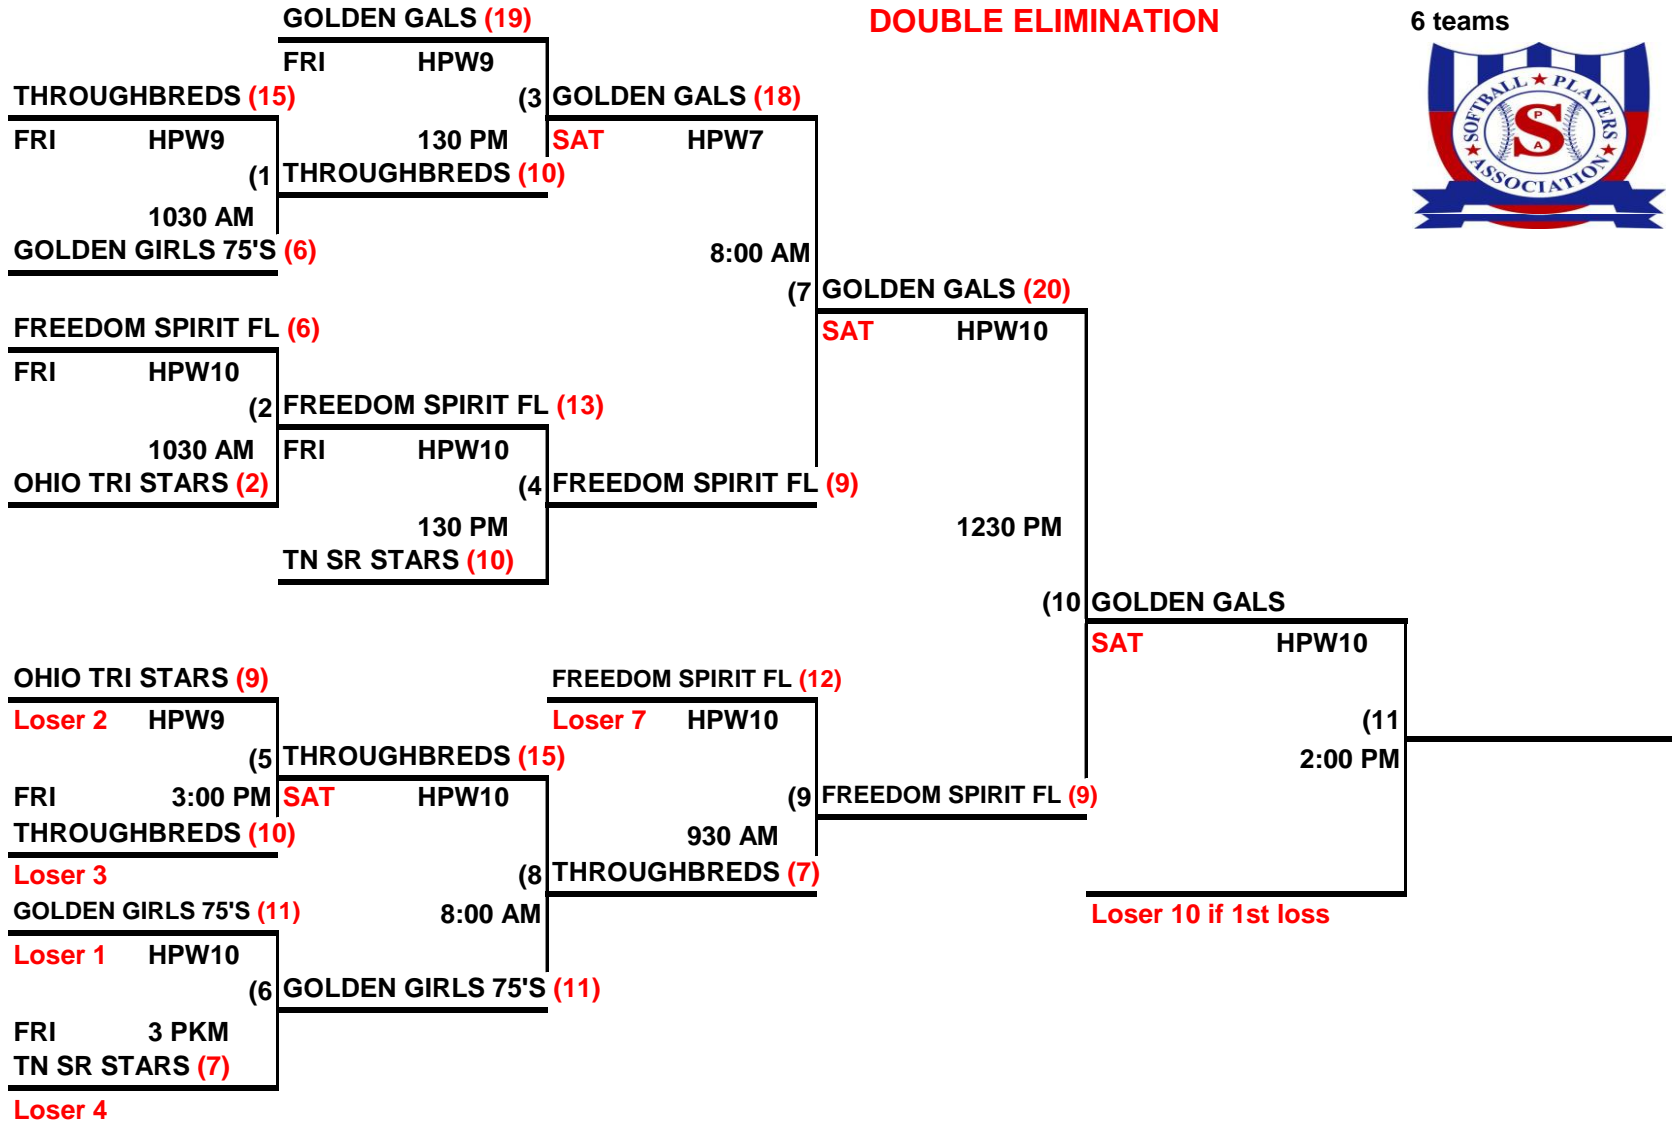 GOLDEN GALS (19)
DOUBLE ELIMINATION
6 teams
FRI HPW9
THROUGHBREDS (15)
(3 GOLDEN GALS (18)
SOFTBALL ★ PLAYERS ★ ASSOCIATION ★
S
P
A
FRI HPW9
130 PM SAT HPW7
(1 THROUGHBREDS (10)
1030 AM
GOLDEN GIRLS 75'S (6)
8:00 AM
(7 GOLDEN GALS (20)
FREEDOM SPIRIT FL (6)
SAT HPW10
FRI HPW10
(2 FREEDOM SPIRIT FL (13)
1030 AM FRI HPW10
OHIO TRI STARS (2)
(4 FREEDOM SPIRIT FL (9)
130 PM
1230 PM
TN SR STARS (10)
(10 GOLDEN GALS
SAT HPW10
OHIO TRI STARS (9)
FREEDOM SPIRIT FL (12)
Loser 2 HPW9
Loser 7 HPW10
(11
(5 THROUGHBREDS (15)
2:00 PM
FRI 3:00 PM SAT HPW10
(9 FREEDOM SPIRIT FL (9)
THROUGHBREDS (10)
930 AM
Loser 3
(8 THROUGHBREDS (7)
GOLDEN GIRLS 75'S (11)
8:00 AM
Loser 10 if 1st loss
Loser 1 HPW10
(6 GOLDEN GIRLS 75'S (11)
FRI 3 PKM
TN SR STARS (7)
Loser 4